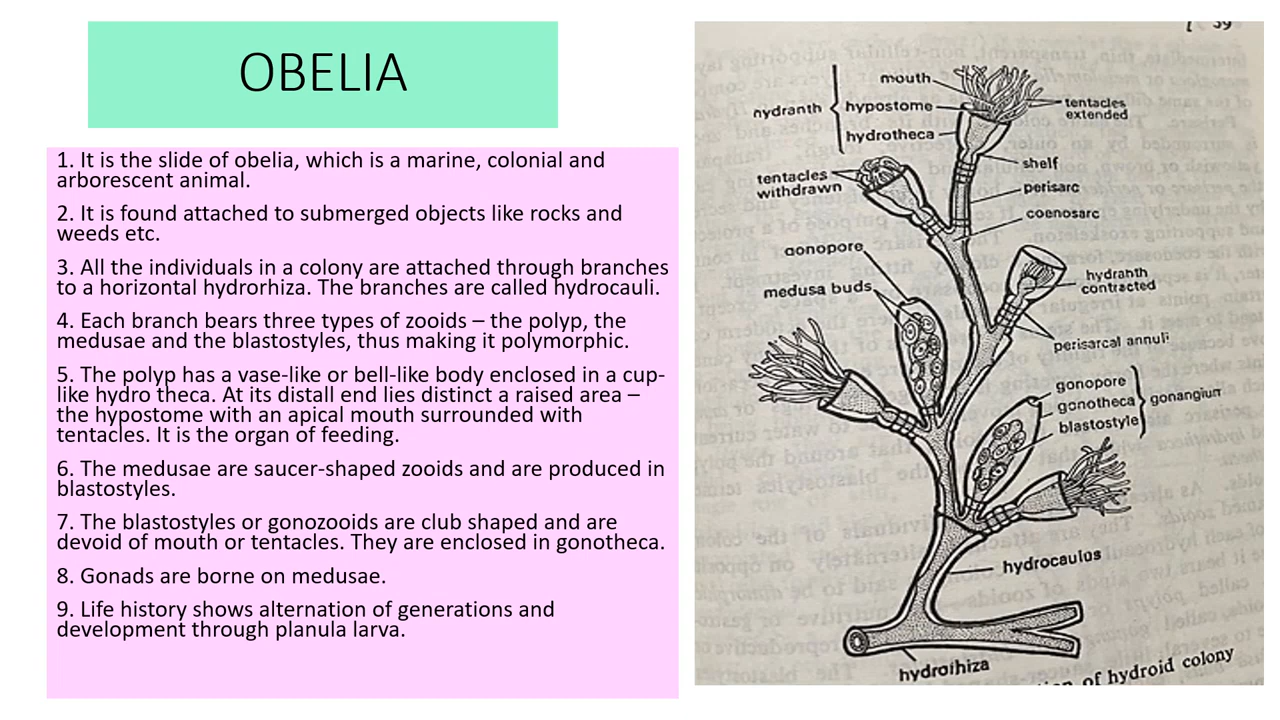 OBELIA
1. It is the slide of obelia, which is a marine, colonial and
arborescent animal.
2. It is found attached to submerged objects like rocks and
weeds etc.
3. All the individuals in a colony are attached through branches
to a horizontal hydrorhiza. The branches are called hydrocauli.
4. Each branch bears three types of zooids – the polyp, the
medusae and the blastostyles, thus making it polymorphic.
5. The polyp has a vase-like or bell-like body enclosed in a cup-
like hydro theca. At its distall end lies distinct a raised area –
the hypostome with an apical mouth surrounded with
tentacles. It is the organ of feeding.
6. The medusae are saucer-shaped zooids and are produced in
blastostyles.
7. The blastostyles or gonozooids are club shaped and are
devoid of mouth or tentacles. They are enclosed in gonotheca.
8. Gonads are borne on medusae.
9. Life history shows alternation of generations and
development through planula larva.
39
mouth
hydranth
hypostome
tentacles
extended
hydrotheca
shelf
tentacles
withdrawn
perisarc
coenosarc
gonopore
hydranth
contracted
medusa buds
perisarcal annuli
gonopore
gonotheca
gonangium
blastostyle
hydrocaulus
hydrothiza
of hydroid colony